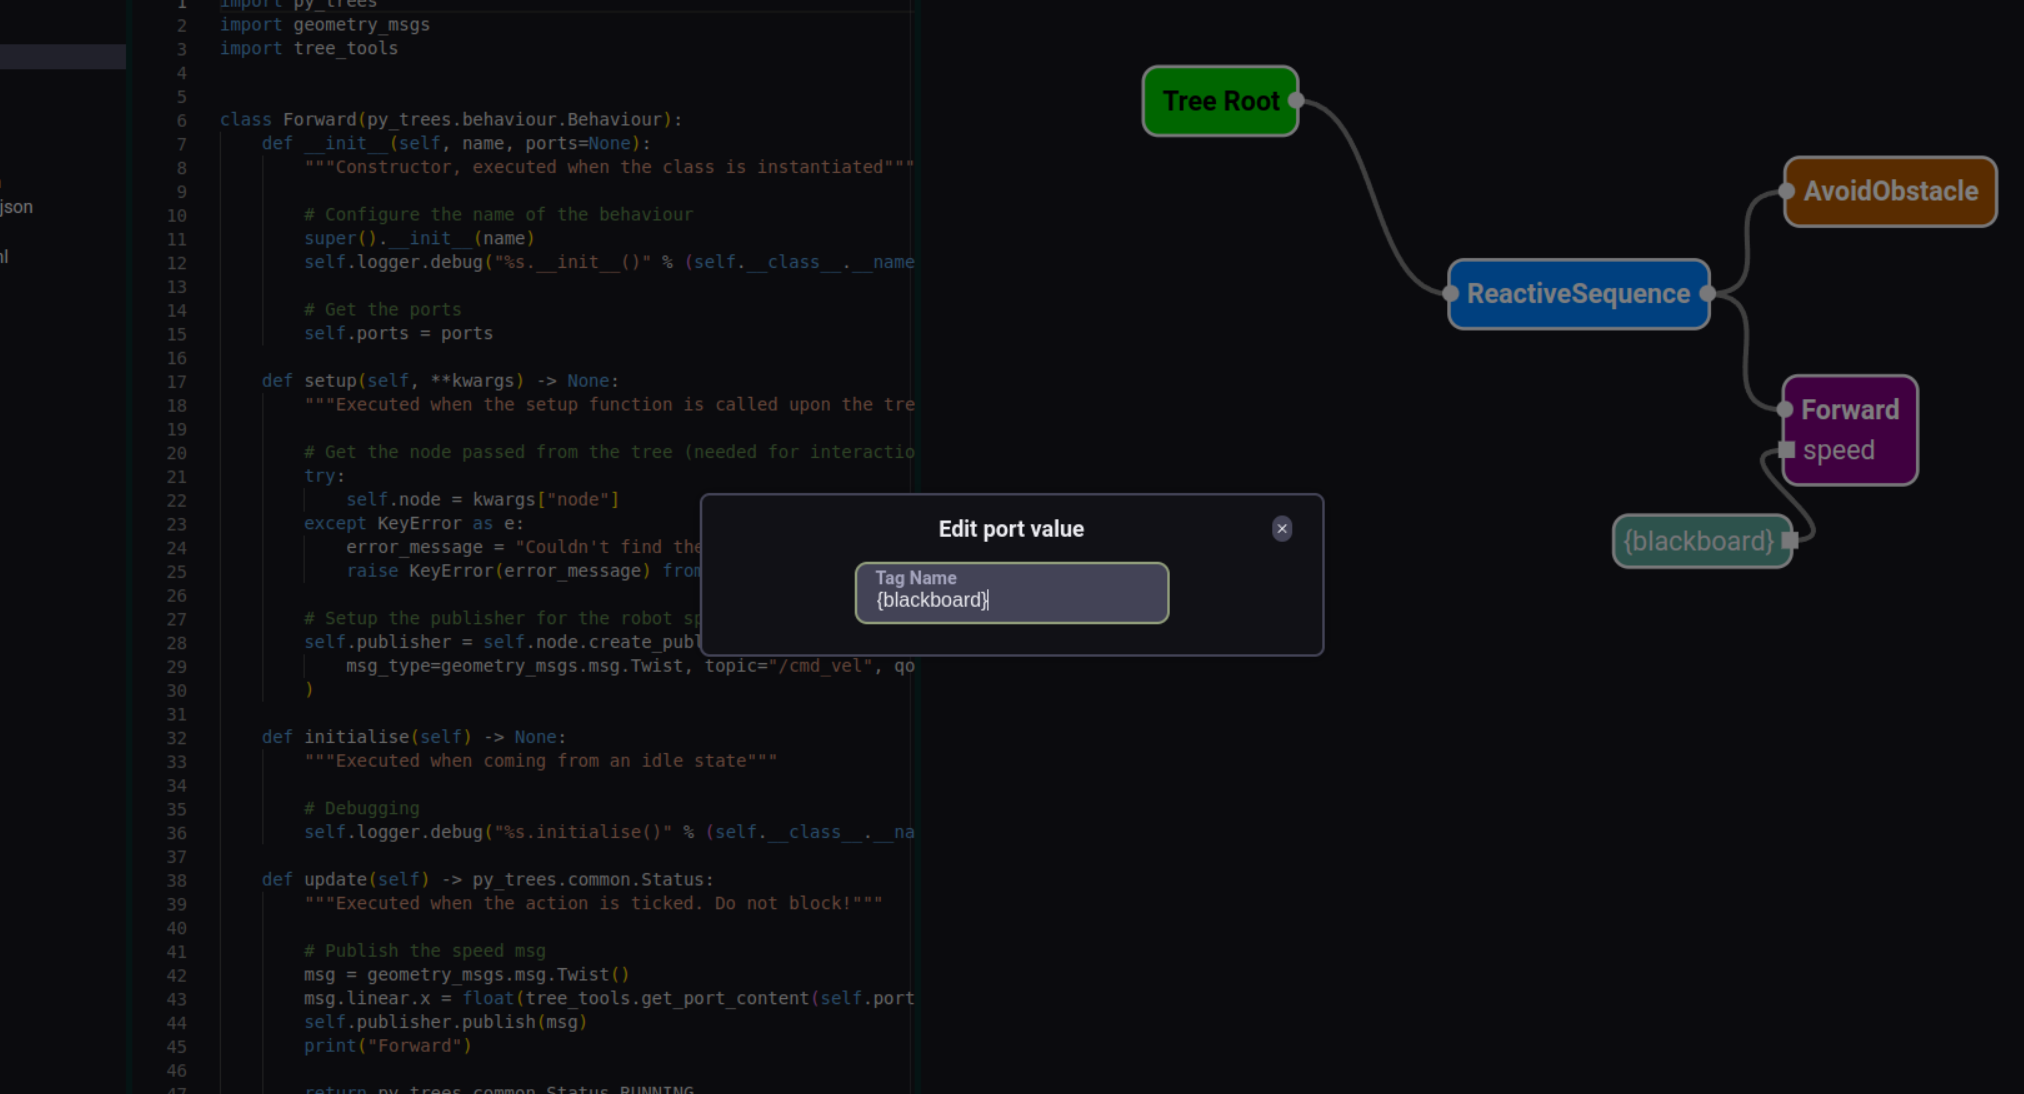 json
ml
1 import py_trees
2 import geometry_msgs
3 import tree_tools
4
5
6 class Forward(py_trees.behaviour.Behaviour):
7 def __init__(self, name, ports=None):
8 """Constructor, executed when the class is instantiated"""
9
10 # Configure the name of the behaviour
11 super().__init__(name)
12 self.logger.debug("%s.__init__()" % (self.__class__.__name
13
14 # Get the ports
15 self.ports = ports
16
17 def setup(self, **kwargs) -> None:
18 """Executed when the setup function is called upon the tre
19
20 # Get the node passed from the tree (needed for interactio
21 try:
22 self.node = kwargs["node"]
23 except KeyError as e:
24 error_message = "Couldn't find the
25 raise KeyError(error_message) from
26
27 # Setup the publisher for the robot sp
28 self.publisher = self.node.create_publ
29 msg_type=geometry_msgs.msg.Twist, topic="/cmd_vel", qo
30 )
31
32 def initialise(self) -> None:
33 """Executed when coming from an idle state"""
34
35 # Debugging
36 self.logger.debug("%s.initialise()" % (self.__class__.__na
37
38 def update(self) -> py_trees.common.Status:
39 """Executed when the action is ticked. Do not block!"""
40
41 # Publish the speed msg
42 msg = geometry_msgs.msg.Twist()
43 msg.linear.x = float(tree_tools.get_port_content(self.port
44 self.publisher.publish(msg)
45 print("Forward")
46
47 return py_trees.common.Status.RUNNING
Tree Root
AvoidObstacle
ReactiveSequence
Forward
speed
{blackboard}
Edit port value
×
Tag Name
{blackboard}